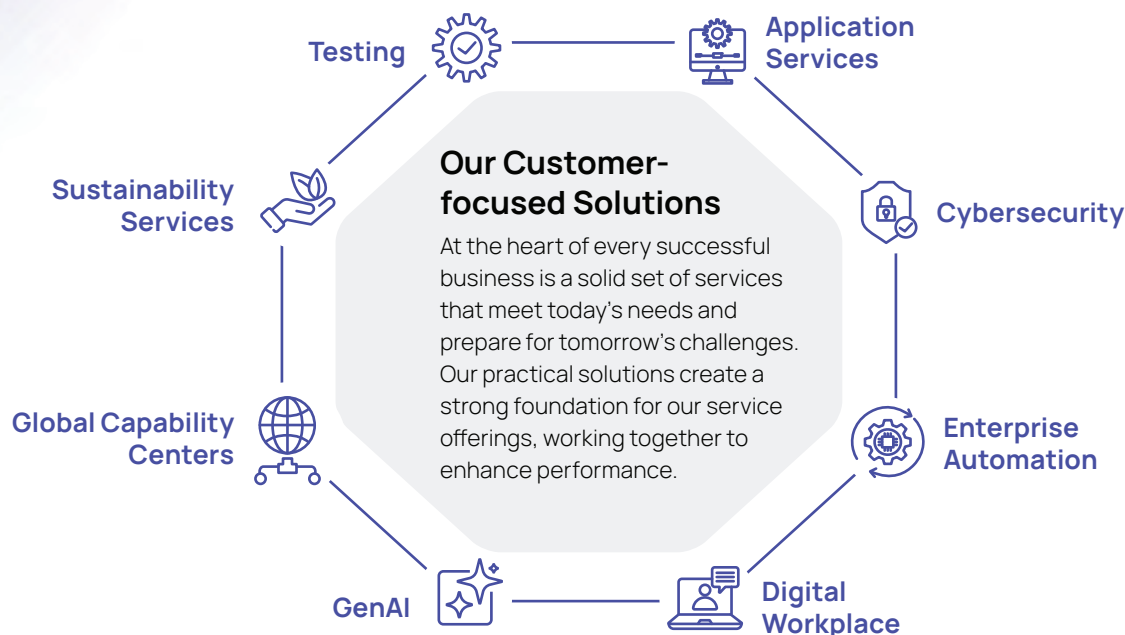 Testing
Application
Services
Sustainability
Services
Our Customer-
focused Solutions
At the heart of every successful
business is a solid set of services
that meet today's needs and
prepare for tomorrow's challenges.
Our practical solutions create a
strong foundation for our service
offerings, working together to
enhance performance.
Cybersecurity
Global Capability
Centers
Enterprise
Automation
GenAI
Digital
Workplace